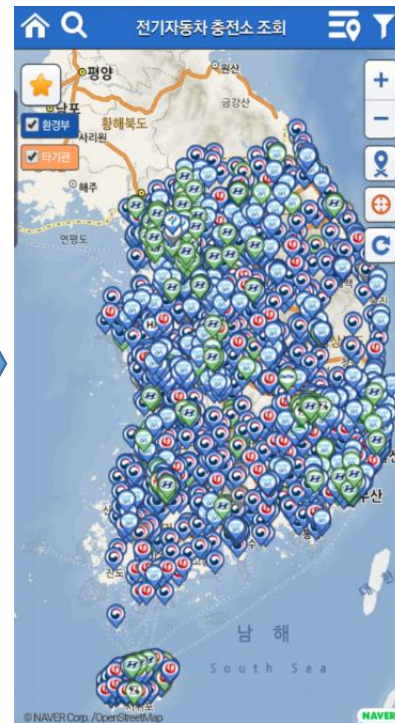 전기자동차 충전소 조회
평양
원산
남포
금강산
환경부
황해북도
사리원
타기관
해주
연평도
진도
남 해
South Sea
대 한
© NAVER Corp. /OpenStreetMap
NAVER